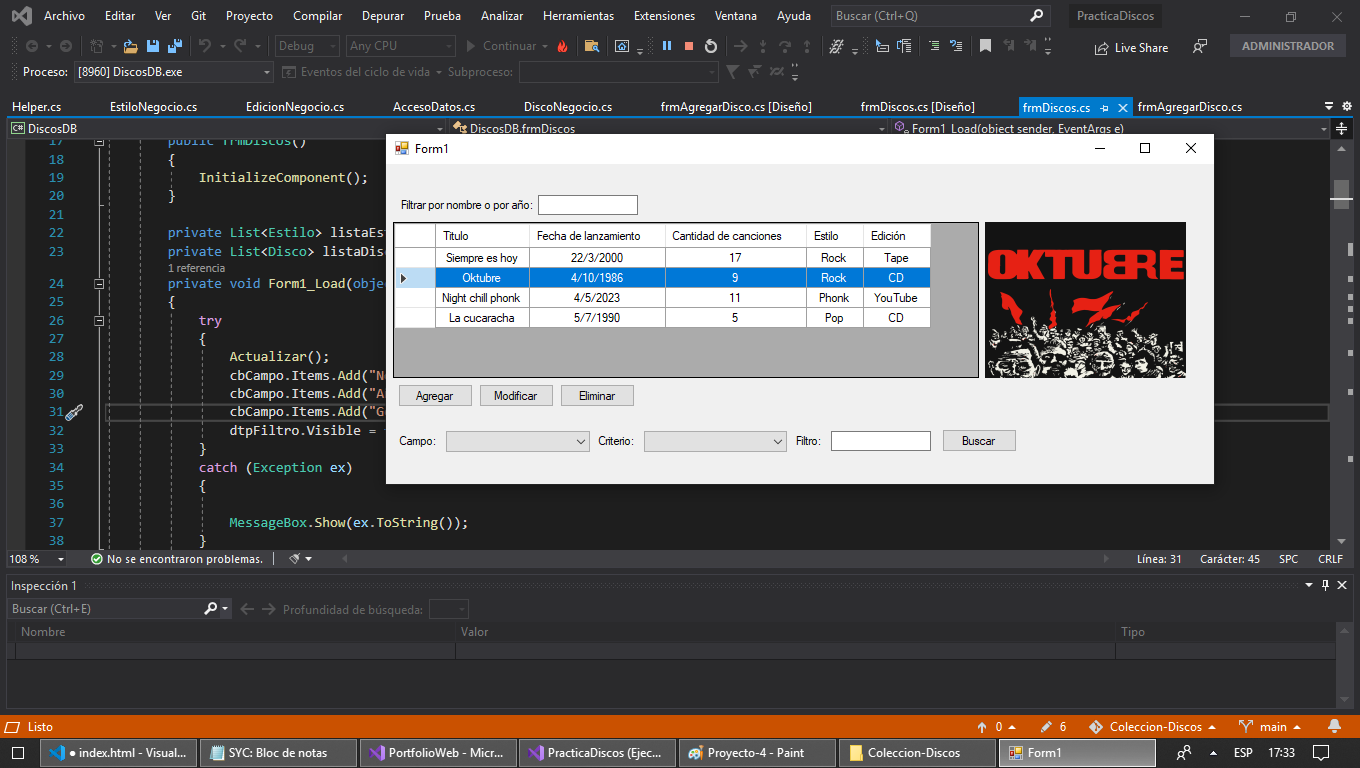 Archivo Editar Ver Git Proyecto Compilar Depurar Prueba Analizar Herramientas Extensiones Ventana Ayuda Buscar (Ctrl+Q) PracticaDiscos
Debug Any CPU Continuar Live Share ADMINISTRADOR
Proceso: [8960] DiscosDB.exe Eventos del ciclo de vida Subproceso:
Helper.cs EstiloNegocio.cs EdicionNegocio.cs AccesoDatos.cs DiscoNegocio.cs frmAgregarDisco.cs [Diseño] frmDiscos.cs [Diseño] frmDiscos.cs frmAgregarDisco.cs
C# DiscosDB DiscosDB.frmDiscos Form1_Load(object sender, EventArgs e)
17 public frmDiscos()
18 {
19 InitializeComponent();
20 }
21
22 private List<Estilo> listaEs
23 private List<Disco> listaDis
1 referencia
24 private void Form1_Load(objec
25 {
26 try
27 {
28 Actualizar();
29 cbCampo.Items.Add("N
30 cbCampo.Items.Add("A
31 cbCampo.Items.Add("G
32 dtpFiltro.Visible =
33 }
34 catch (Exception ex)
35 {
36
37 MessageBox.Show(ex.ToString());
38 }
Form1
Filtrar por nombre o por año:
Titulo Fecha de lanzamiento Cantidad de canciones Estilo Edición
Siempre es hoy 22/3/2000 17 Rock Tape
Oktubre 4/10/1986 9 Rock CD
Night chill phonk 4/5/2023 11 Phonk YouTube
La cucaracha 5/7/1990 5 Pop CD
OKTUBRE
Agregar Modificar Eliminar
Campo: Criterio: Filtro: Buscar
108 % No se encontraron problemas. Línea: 31 Carácter: 45 SPC CRLF
Inspección 1
Buscar (Ctrl+E) Profundidad de búsqueda:
Nombre Valor Tipo
Listo 0 6 Coleccion-Discos main
● index.html - Visual... SYC: Bloc de notas PortfolioWeb - Micr... PracticaDiscos (Ejec... Proyecto-4 - Paint Coleccion-Discos Form1 ESP 17:33